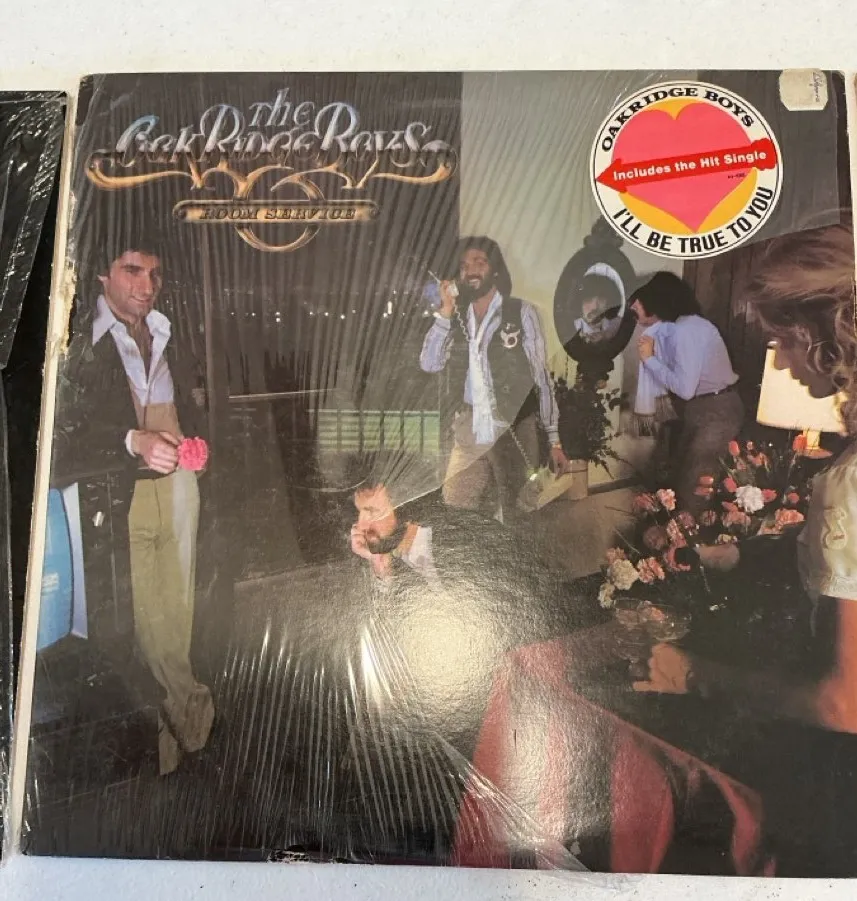 The
Oak Ridge Boys
ROOM SERVICE
OAKRIDGE BOYS
Includes the Hit Single
I'LL BE TRUE TO YOU